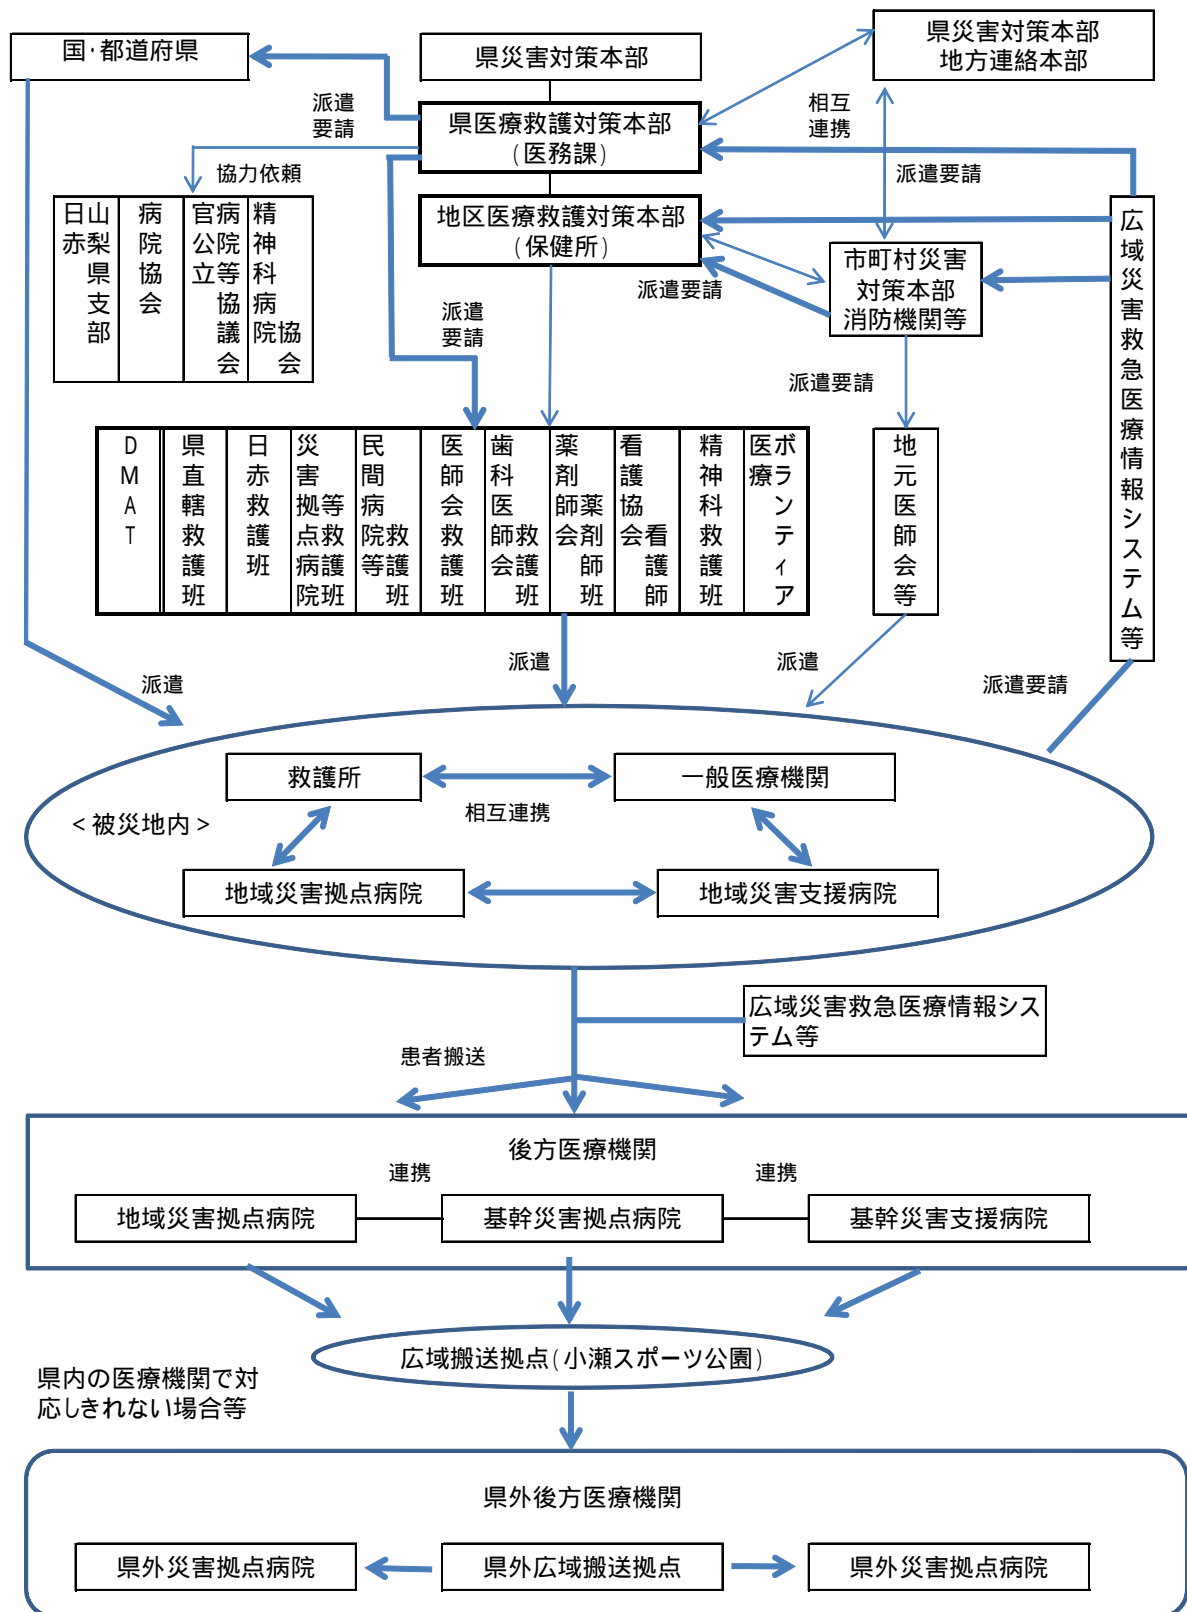 国・都道府県
県災害対策本部
県災害対策本部
地方連絡本部
派遣
要請
相互
連携
県医療救護対策本部
(医務課)
協力依頼
派遣要請
日赤山梨県支部
病院協会
官公立病院等協議会
精神科病院協会
地区医療救護対策本部
(保健所)
市町村災害
対策本部
消防機関等
広域災害救急医療情報システム等
派遣要請
派遣
要請
派遣要請
DMAT
県直轄救護班
日赤救護班
災害拠点病院等救護班
民間病院等救護班
医師会救護班
歯科医師会救護班
薬剤師会薬剤師班
看護協会看護師
精神科救護班
医療ボランティア
地元医師会等
派遣
派遣
派遣
派遣要請
救護所
一般医療機関
相互連携
<被災地内>
地域災害拠点病院
地域災害支援病院
広域災害救急医療情報シス
テム等
患者搬送
後方医療機関
連携
連携
地域災害拠点病院
基幹災害拠点病院
基幹災害支援病院
広域搬送拠点(小瀬スポーツ公園)
県内の医療機関で対
応しきれない場合等
県外後方医療機関
県外災害拠点病院
県外広域搬送拠点
県外災害拠点病院